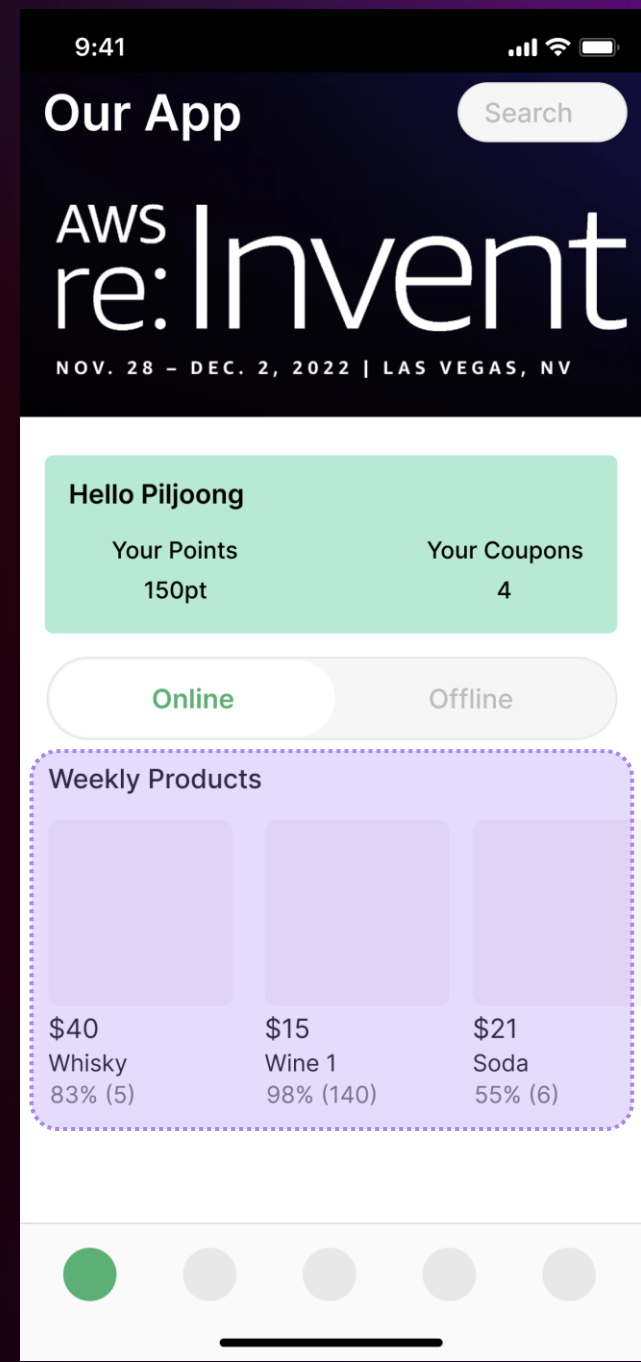 9:41
Our App
Search
AWS
re:Invent
NOV. 28 – DEC. 2, 2022 | LAS VEGAS, NV
Hello Piljoong
Your Points Your Coupons
150pt 4
Online Offline
Weekly Products
$40 $15 $21
Whisky Wine 1 Soda
83% (5) 98% (140) 55% (6)